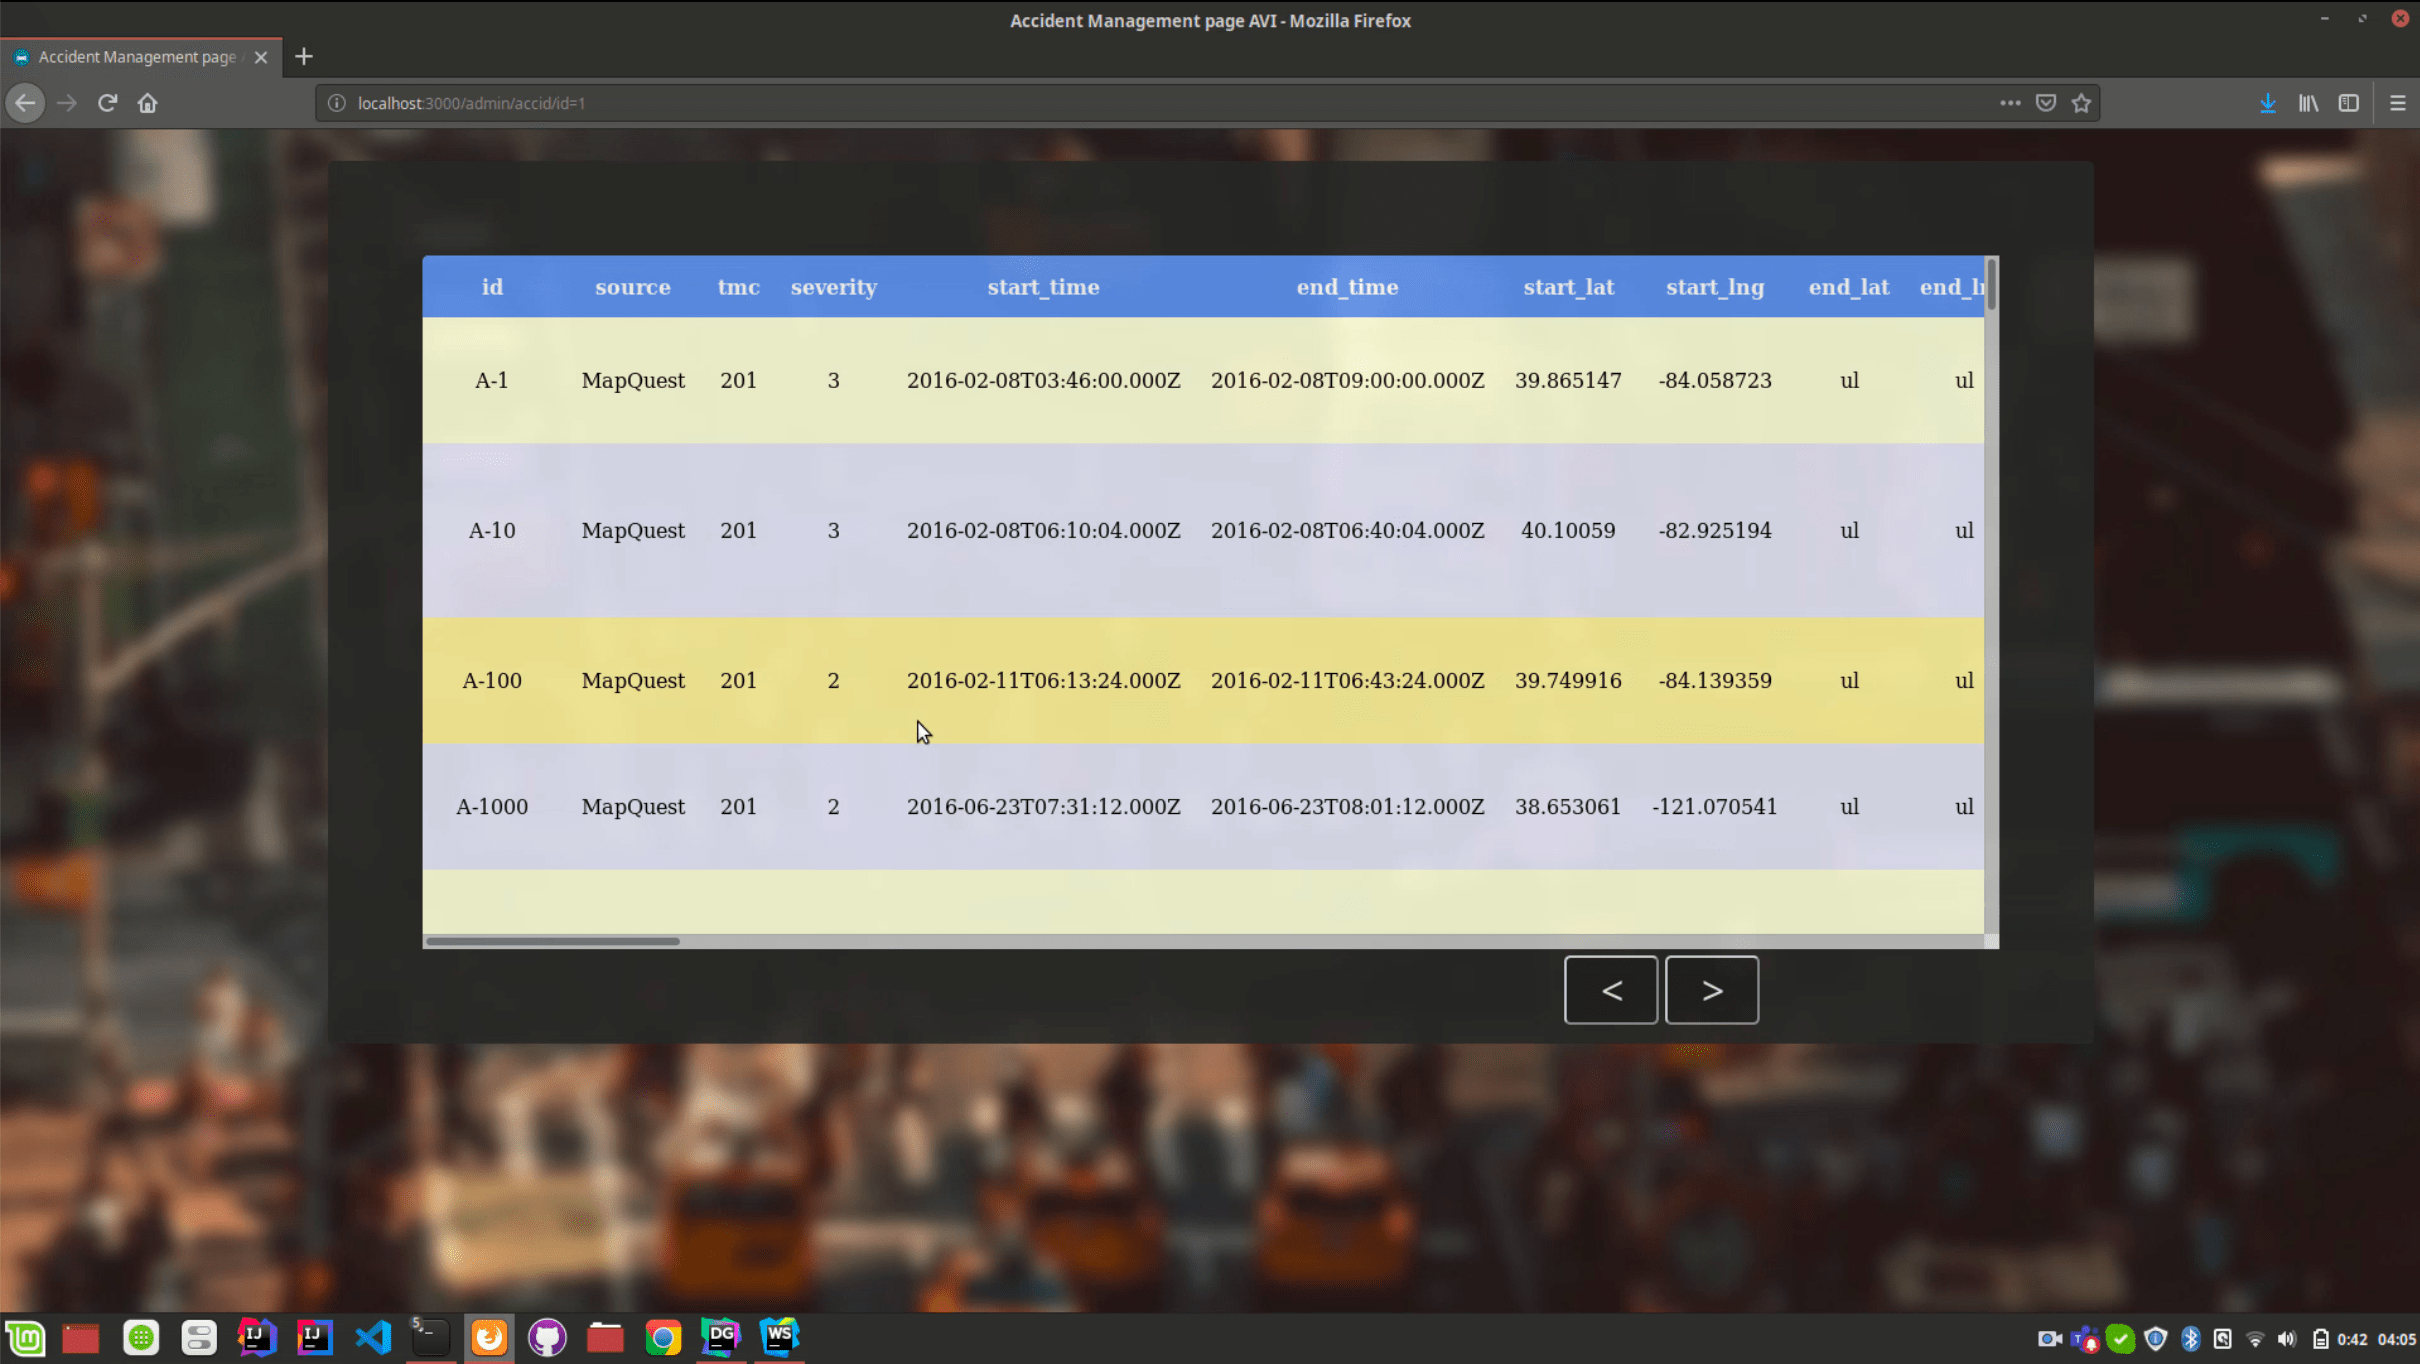 Accident Management page AVI - Mozilla Firefox
Accident Management page
localhost:3000/admin/accid/id=1
id source tmc severity start_time end_time start_lat start_lng end_lat
A-1 MapQuest 201 3 2016-02-08T03:46:00.000Z 2016-02-08T09:00:00.000Z 39.865147 -84.058723 ul ul
A-10 MapQuest 201 3 2016-02-08T06:10:04.000Z 2016-02-08T06:40:04.000Z 40.10059 -82.925194 ul ul
A-100 MapQuest 201 2 2016-02-11T06:13:24.000Z 2016-02-11T06:43:24.000Z 39.749916 -84.139359 ul ul
A-1000 MapQuest 201 2 2016-06-23T07:31:12.000Z 2016-06-23T08:01:12.000Z 38.653061 -121.070541 ul ul
< >
IJ IJ 5 DG WS T 0:42 04:05